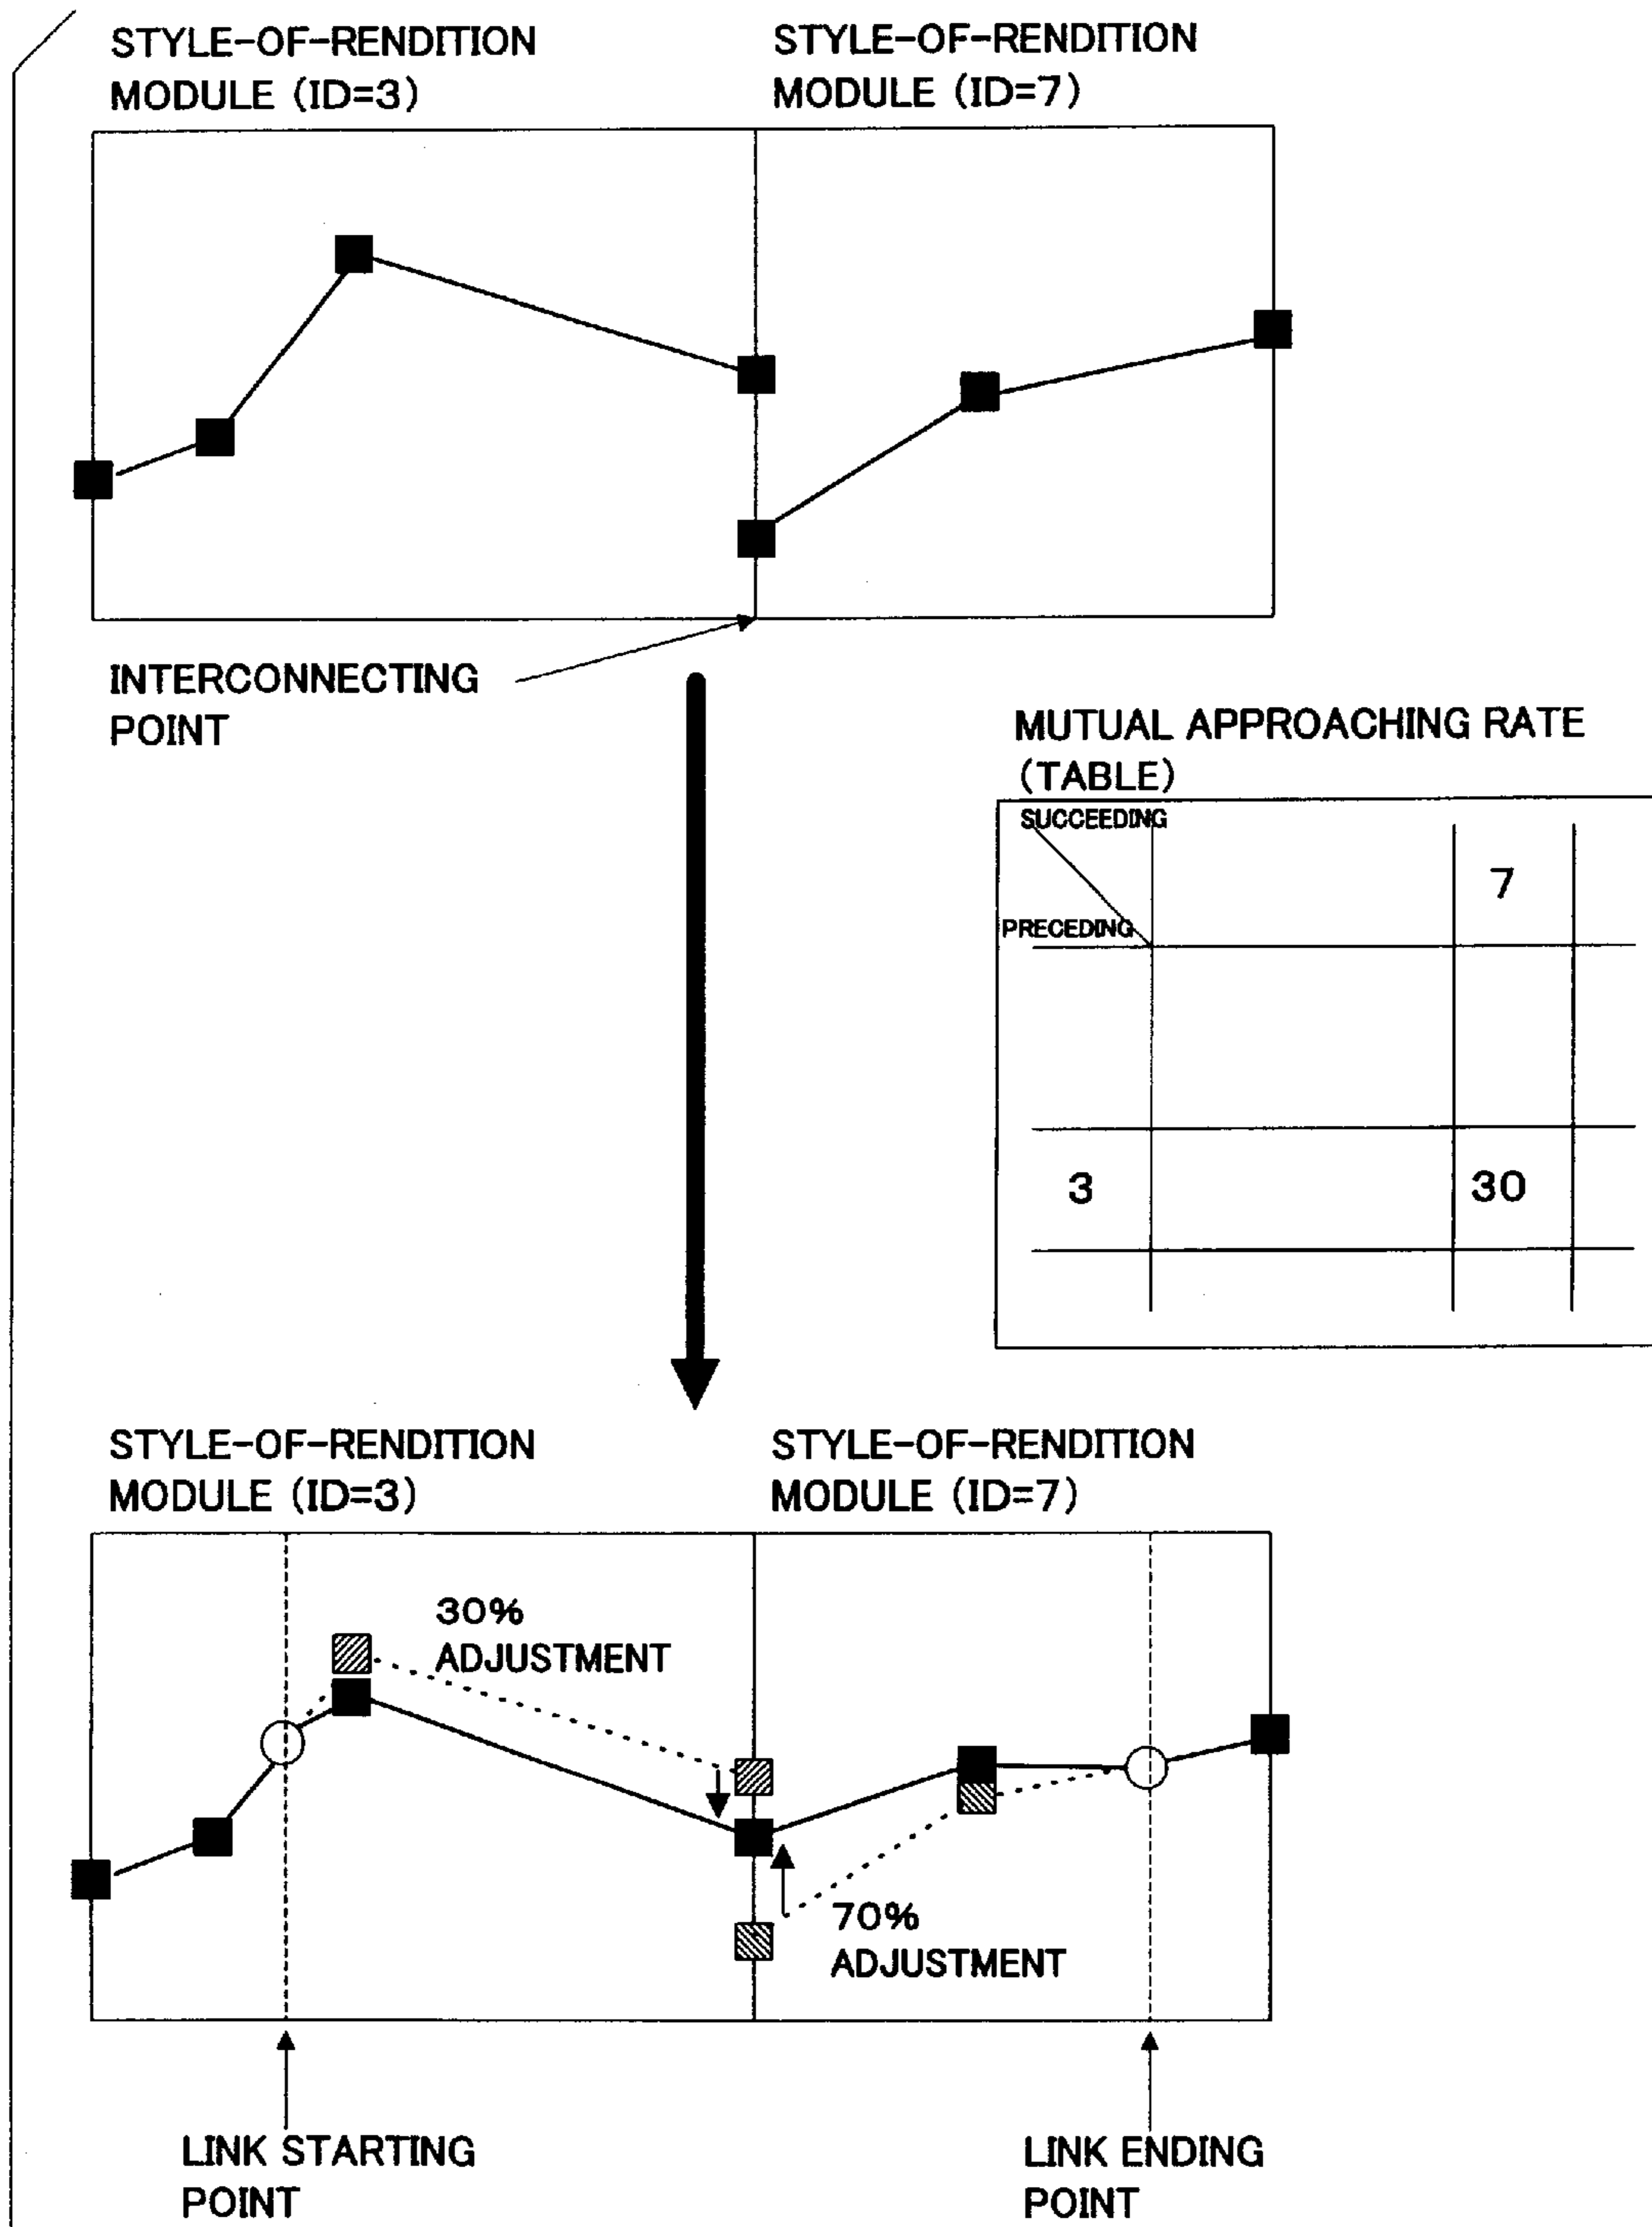 STYLE-OF-RENDITION
MODULE (ID=3)
STYLE-OF-RENDITION
MODULE (ID=7)
INTERCONNECTING
POINT
MUTUAL APPROACHING RATE
(TABLE)
SUCCEEDING
7
PRECEDING
3
30
STYLE-OF-RENDITION
MODULE (ID=3)
STYLE-OF-RENDITION
MODULE (ID=7)
30%
ADJUSTMENT
70%
ADJUSTMENT
LINK STARTING
POINT
LINK ENDING
POINT